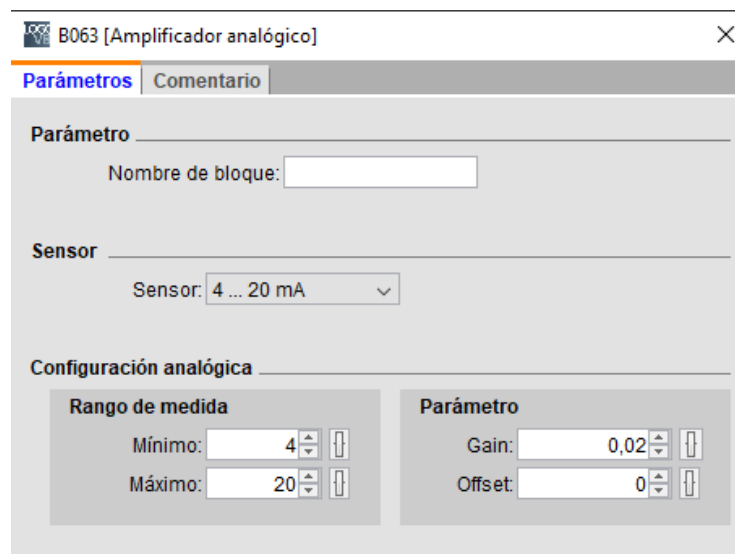 B063 [Amplificador analógico]
Parámetros Comentario
Parámetro
Nombre de bloque:
Sensor
Sensor: 4 ... 20 mA
Configuración analógica
Rango de medida
Mínimo: 4
Máximo: 20
Parámetro
Gain: 0,02
Offset: 0